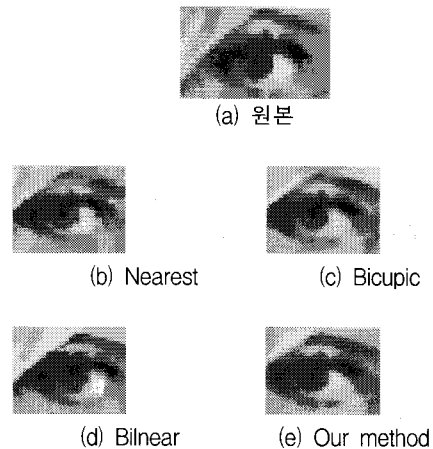 (a) 원본
(b) Nearest
(c) Bicupic
(d) Bilnear
(e) Our method